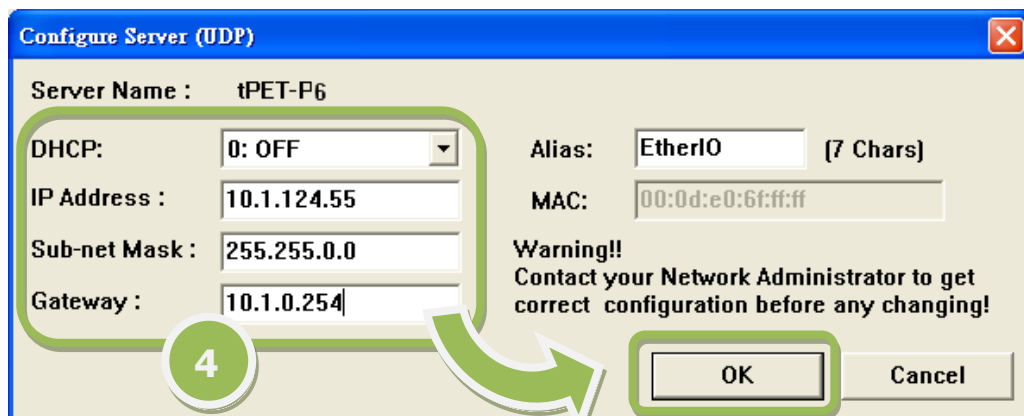 Configure Server (UDP)
Server Name : tPET-P6
DHCP: 0: OFF
IP Address : 10.1.124.55
Sub-net Mask : 255.255.0.0
Gateway : 10.1.0.254
Alias: EtherIO (7 Chars)
MAC: 00:0d:e0:6f:ff:ff
Warning!!
Contact your Network Administrator to get
correct configuration before any changing!
4
OK
Cancel